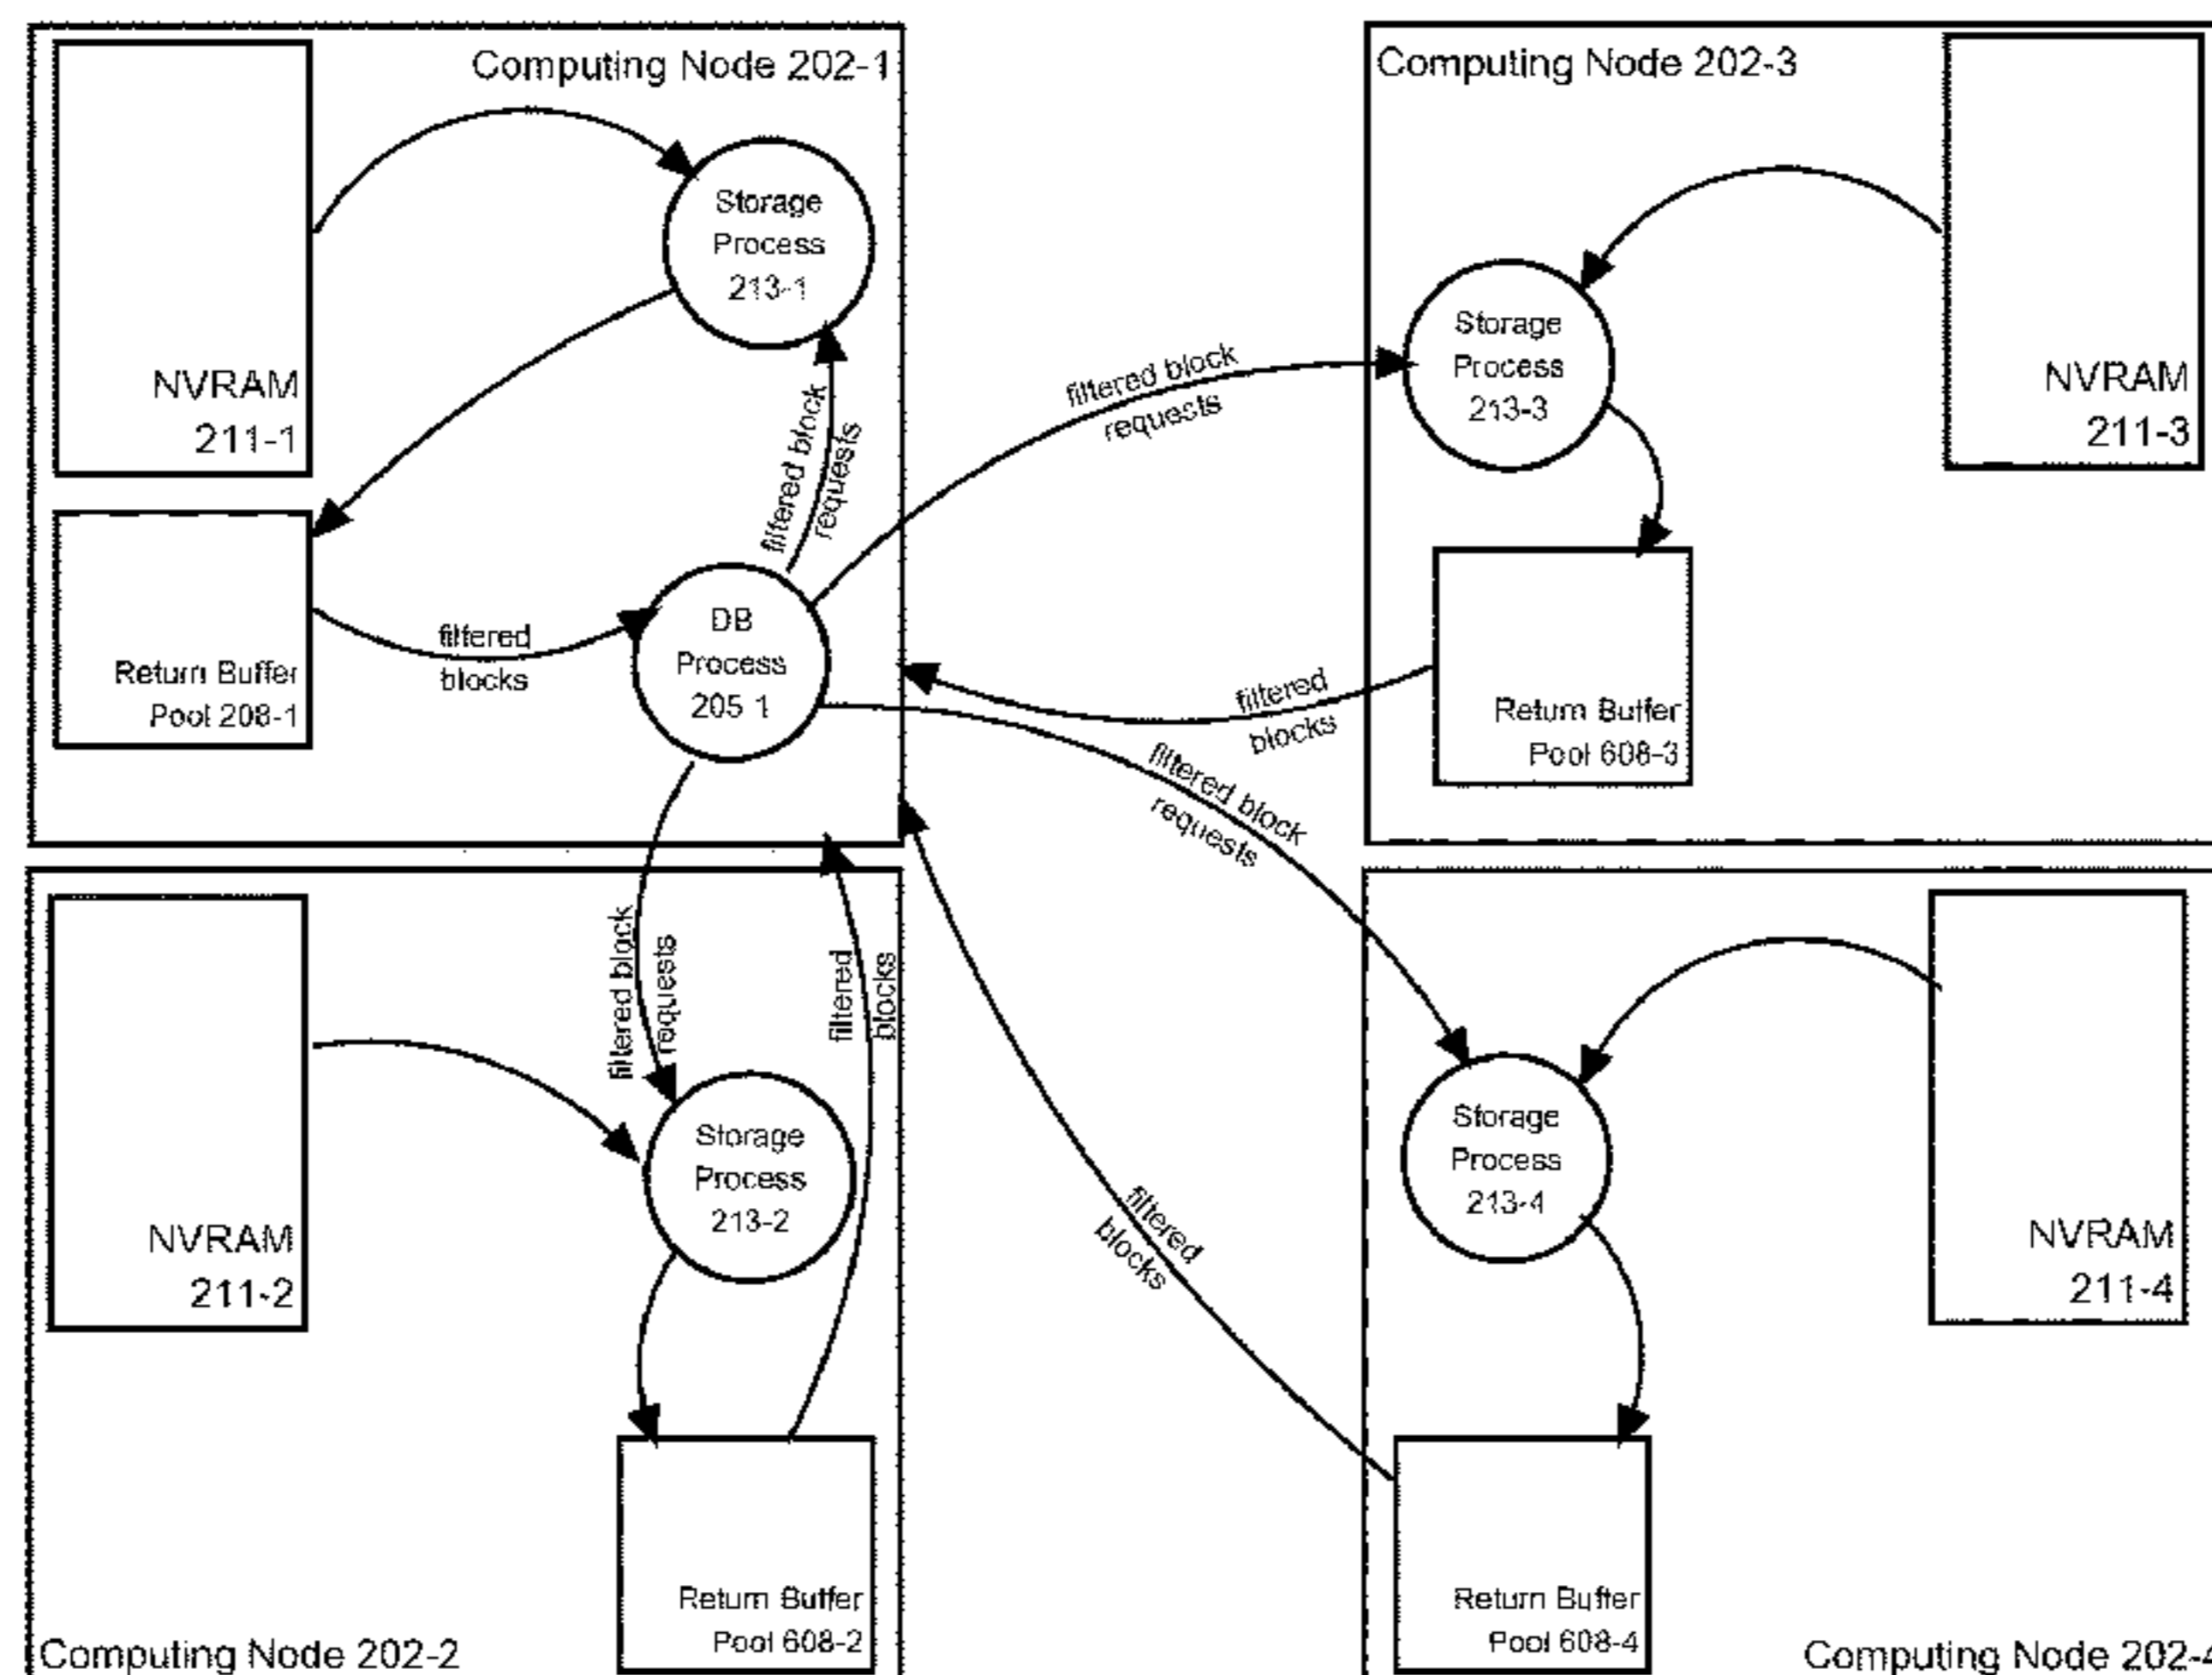 Computing Node 202-1
NVRAM
211-1
Storage
Process
213-1
filtered block
requests
Return Buffer
Pool 208-1
filtered
blocks
DB
Process
205 1
Computing Node 202-3
NVRAM
211-3
Storage
Process
213-3
filtered block
requests
Return Buffer
Pool 608-3
filtered
blocks
filtered block
requests
filtered block
requests
filtered
blocks
NVRAM
211-2
Storage
Process
213-2
Return Buffer
Pool 608-2
Computing Node 202-2
filtered
blocks
Storage
Process
213-4
NVRAM
211-4
Return Buffer
Pool 608-4
Computing Node 202-4